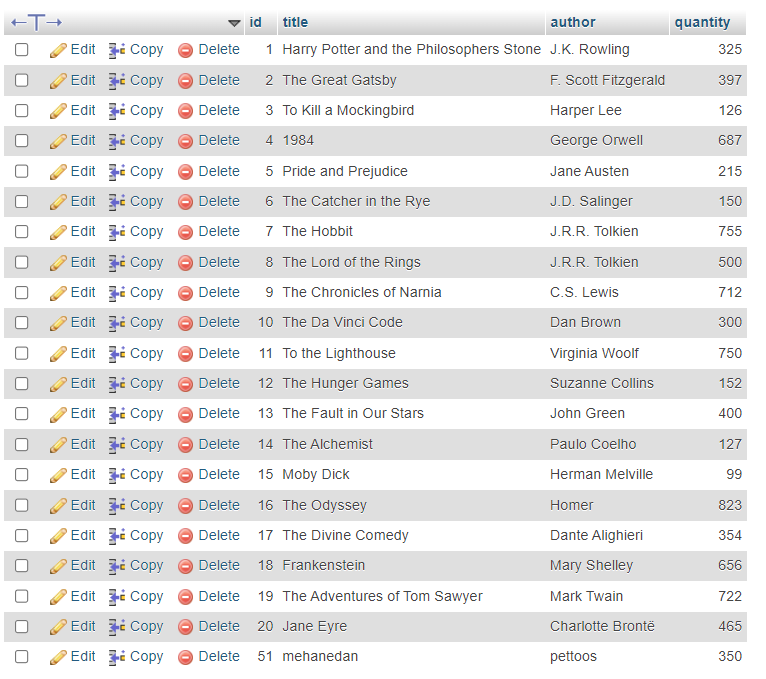 ←T→ id title author quantity
Edit Copy Delete 1 Harry Potter and the Philosophers Stone J.K. Rowling 325
Edit Copy Delete 2 The Great Gatsby F. Scott Fitzgerald 397
Edit Copy Delete 3 To Kill a Mockingbird Harper Lee 126
Edit Copy Delete 4 1984 George Orwell 687
Edit Copy Delete 5 Pride and Prejudice Jane Austen 215
Edit Copy Delete 6 The Catcher in the Rye J.D. Salinger 150
Edit Copy Delete 7 The Hobbit J.R.R. Tolkien 755
Edit Copy Delete 8 The Lord of the Rings J.R.R. Tolkien 500
Edit Copy Delete 9 The Chronicles of Narnia C.S. Lewis 712
Edit Copy Delete 10 The Da Vinci Code Dan Brown 300
Edit Copy Delete 11 To the Lighthouse Virginia Woolf 750
Edit Copy Delete 12 The Hunger Games Suzanne Collins 152
Edit Copy Delete 13 The Fault in Our Stars John Green 400
Edit Copy Delete 14 The Alchemist Paulo Coelho 127
Edit Copy Delete 15 Moby Dick Herman Melville 99
Edit Copy Delete 16 The Odyssey Homer 823
Edit Copy Delete 17 The Divine Comedy Dante Alighieri 354
Edit Copy Delete 18 Frankenstein Mary Shelley 656
Edit Copy Delete 19 The Adventures of Tom Sawyer Mark Twain 722
Edit Copy Delete 20 Jane Eyre Charlotte Brontë 465
Edit Copy Delete 51 mehanedan pettoos 350